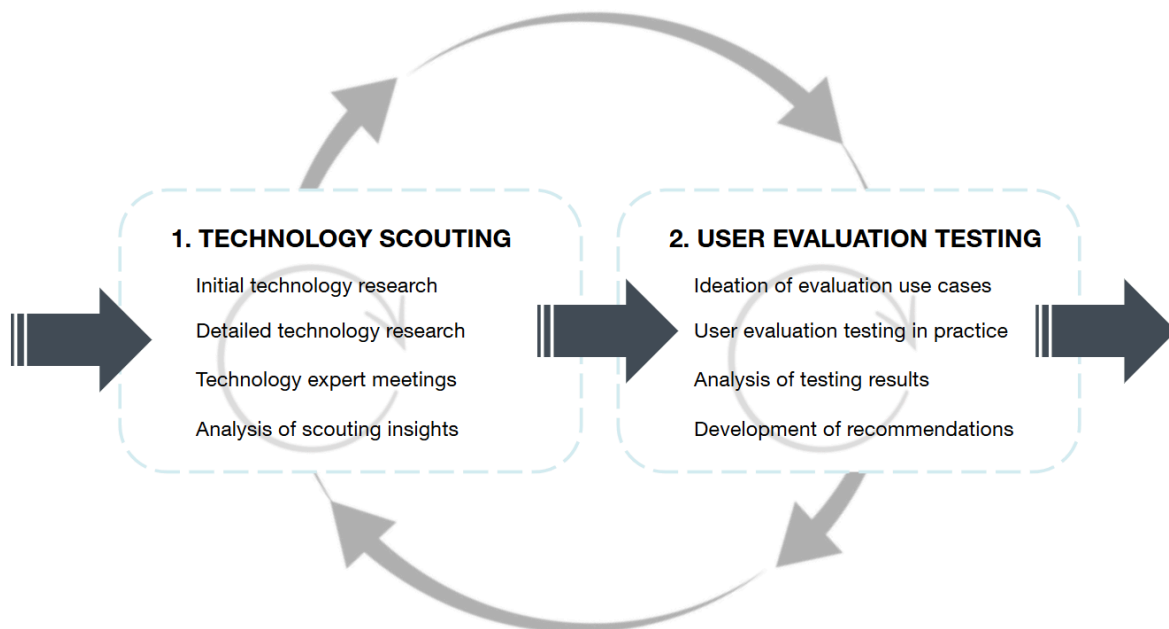 1. TECHNOLOGY SCOUTING
Initial technology research
Detailed technology research
Technology expert meetings
Analysis of scouting insights
2. USER EVALUATION TESTING
Ideation of evaluation use cases
User evaluation testing in practice
Analysis of testing results
Development of recommendations